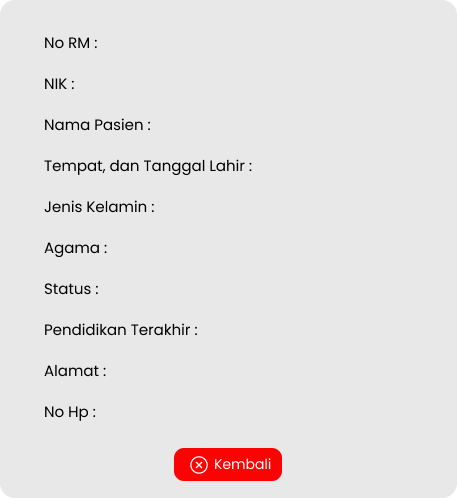 No RM :
NIK :
Nama Pasien :
Tempat, dan Tanggal Lahir :
Jenis Kelamin :
Agama :
Status :
Pendidikan Terakhir :
Alamat :
No Hp :
Kembali